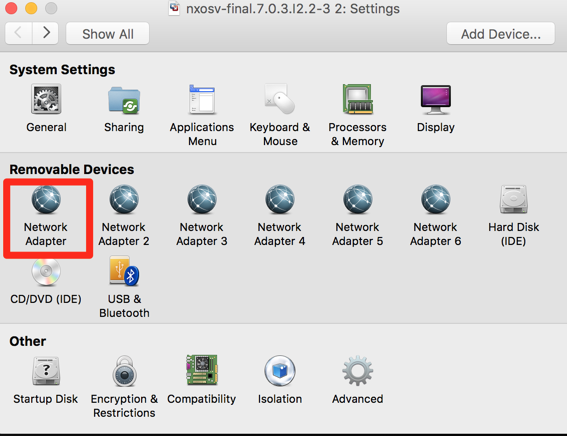 nxosv-final.7.0.3.I2.2-3 2: Settings
Show All
Add Device...
System Settings
General
Sharing
Applications
Menu
Keyboard &
Mouse
Processors
& Memory
Display
Removable Devices
Network
Adapter
Network
Adapter 2
Network
Adapter 3
Network
Adapter 4
Network
Adapter 5
Network
Adapter 6
Hard Disk
(IDE)
CD/DVD (IDE)
USB &
Bluetooth
Other
Startup Disk
Encryption &
Restrictions
Compatibility
Isolation
Advanced